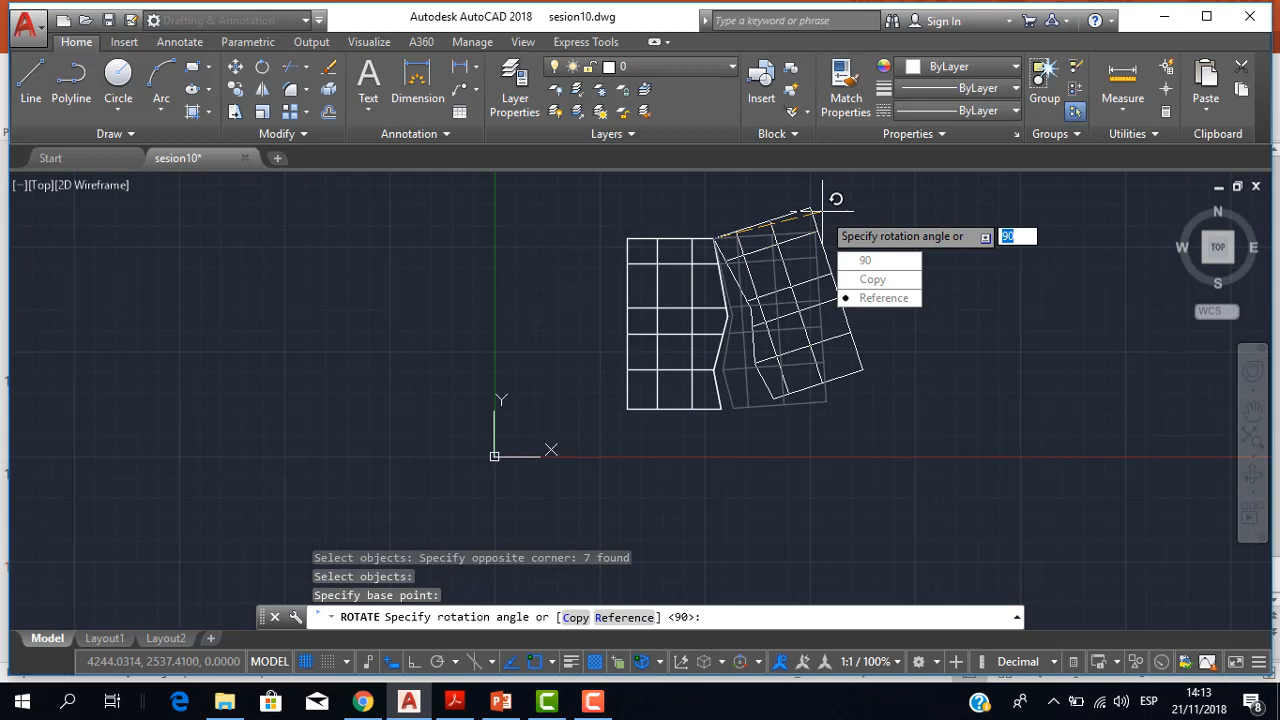 Drafting & Annotation Autodesk AutoCAD 2018 sesion10.dwg Type a keyword or phrase Sign In
Home Insert Annotate Parametric Output Visualize A360 Manage View Express Tools
0 ByLayer
ByLayer
ByLayer
Line Polyline Circle Arc Text Dimension Layer Properties Insert Match Properties Group Measure Paste
Draw Modify Annotation Layers Block Properties Groups Utilities Clipboard
Start sesion10*
[−][Top][2D Wireframe]
N
W TOP E
S
WCS
Specify rotation angle or 90
90
Copy
Reference
Y
X
Select objects: Specify opposite corner: 7 found
Select objects:
Specify base point:
ROTATE Specify rotation angle or [Copy Reference] <90>:
Model Layout1 Layout2
4244.0314, 2537.4100, 0.0000 MODEL 1:1 / 100% Decimal
ESP 14:13
21/11/2018 8